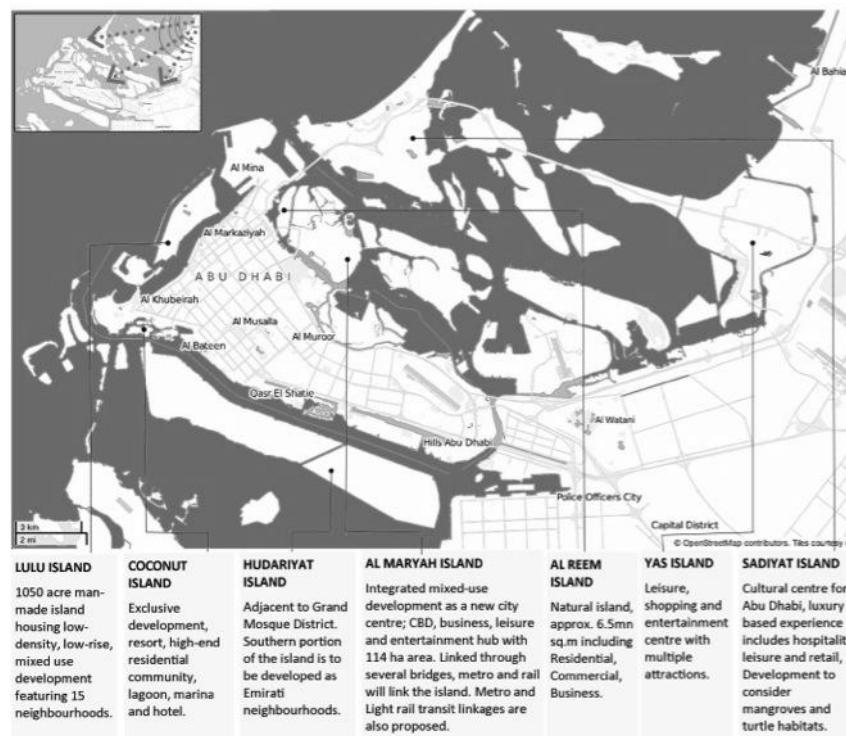 Al Bahia
Al Mina
Al Markaziyah
ABU DHABI
Al Khubeirah
Al Musalla
Al Muroor
Al Bateen
Qasr El Shatie
Al Watani
Hills Abu Dhabi
Police Officers City
Capital District
3 km
2 mi
© OpenStreetMap contributors. Tiles courtesy
LULU ISLAND
1050 acre man-
made island
housing low-
density, low-rise,
mixed use
development
featuring 15
neighbourhoods.
COCONUT
ISLAND
Exclusive
development,
resort, high-end
residential
community,
lagoon, marina
and hotel.
HUDARIYAT
ISLAND
Adjacent to Grand
Mosque District.
Southern portion
of the island is to
be developed as
Emirati
neighbourhoods.
AL MARYAH ISLAND
Integrated mixed-use
development as a new city
centre; CBD, business, leisure
and entertainment hub with
114 ha area. Linked through
several bridges, metro and rail
will link the island. Metro and
Light rail transit linkages are
also proposed.
AL REEM
ISLAND
Natural island,
approx. 6.5mn
sq.m including
Residential,
Commercial,
Business.
YAS ISLAND
Leisure,
shopping and
entertainment
centre with
multiple
attractions.
SADIYAT ISLAND
Cultural centre for
Abu Dhabi, luxury
based experience
includes hospitalit
leisure and retail,
Development to
consider
mangroves and
turtle habitats.